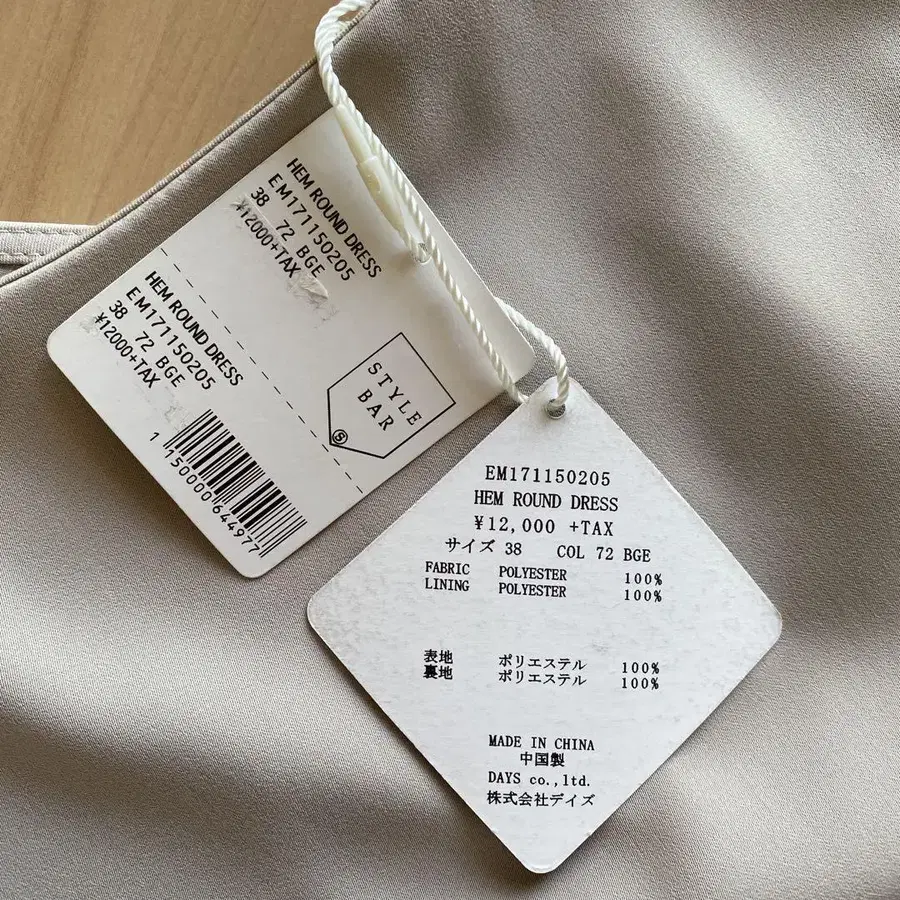 HEM ROUND DRESS
EM171150205
38 72 BGE
¥12000+TAX
HEM ROUND DRESS
EM171150205
38 72 BGE
¥12000+TAX
1 150000 644977
STYLE
BAR
S
EM171150205
HEM ROUND DRESS
¥12,000 +TAX
サイズ 38 COL 72 BGE
FABRIC POLYESTER 100%
LINING POLYESTER 100%
表地 ポリエステル 100%
裏地 ポリエステル 100%
MADE IN CHINA
中国製
DAYS co.,ltd.
株式会社デイズ